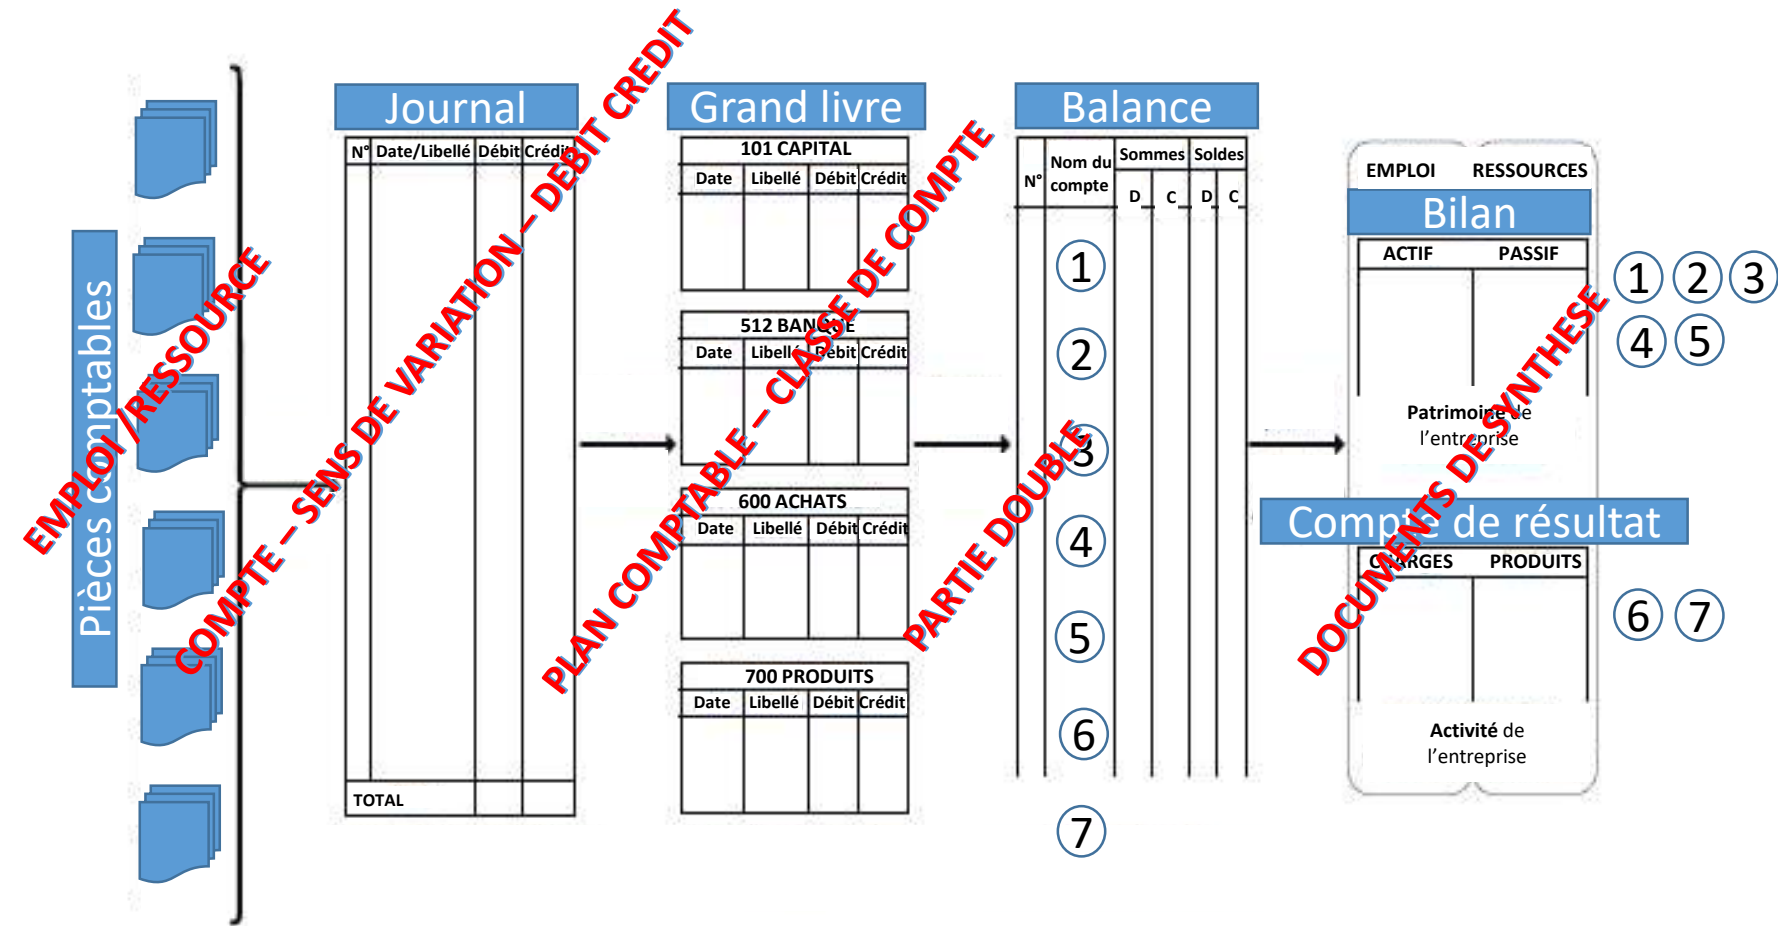 Pièces comptables
EMPLOI /RESSOURCE
COMPTE – SENS DE VARIATION – DEBIT CREDIT
Journal
N° Date/Libellé Débit Crédit
TOTAL
PLAN COMPTABLE – CLASSE DE COMPTE
Grand livre
101 CAPITAL
Date Libellé Débit Crédit
512 BANQUE
Date Libellé Débit Crédit
600 ACHATS
Date Libellé Débit Crédit
700 PRODUITS
Date Libellé Débit Crédit
PARTIE DOUBLE
Balance
N° Nom du compte Sommes Soldes
D C D C
1
2
3
4
5
6
7
DOCUMENTS DE SYNTHESE
EMPLOI RESSOURCES
Bilan
ACTIF PASSIF
1 2 3
4 5
Patrimoine de
l'entreprise
Compte de résultat
CHARGES PRODUITS
6 7
Activité de
l'entreprise